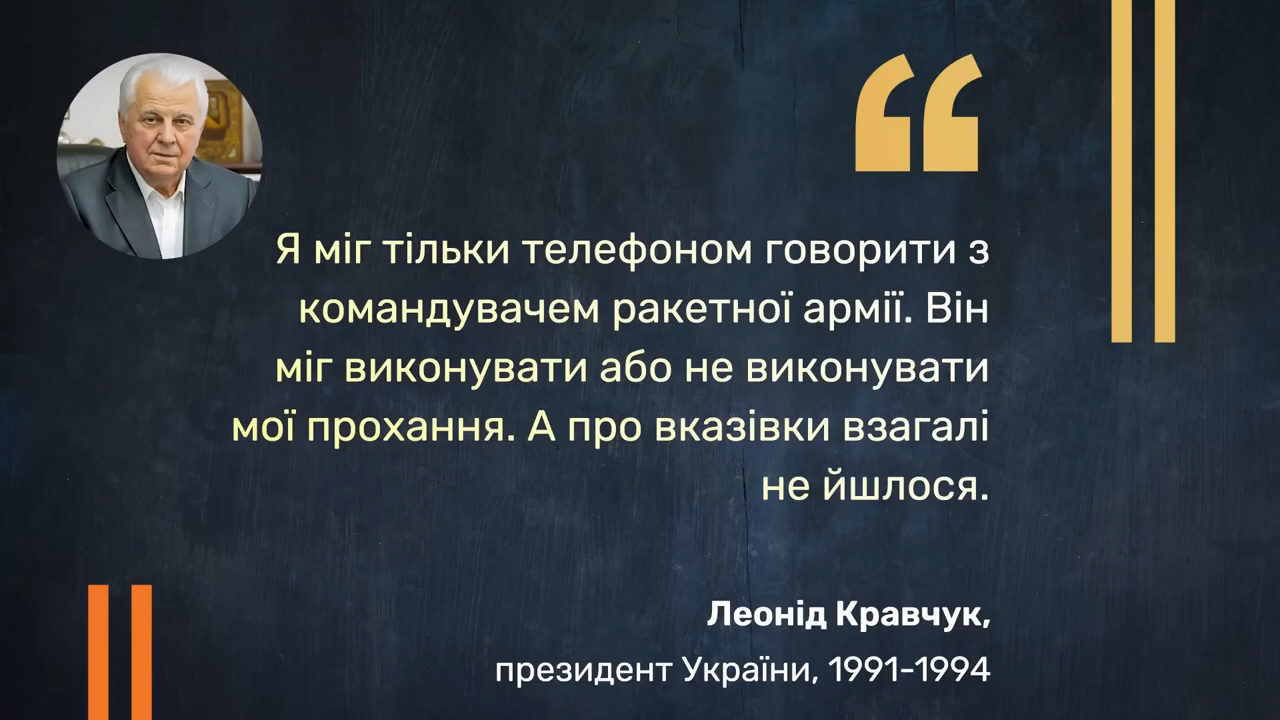 Я міг тільки телефоном говорити з
командувачем ракетної армії. Він
міг виконувати або не виконувати
мої прохання. А про вказівки взагалі
не йшлося.
Леонід Кравчук,
президент України, 1991-1994